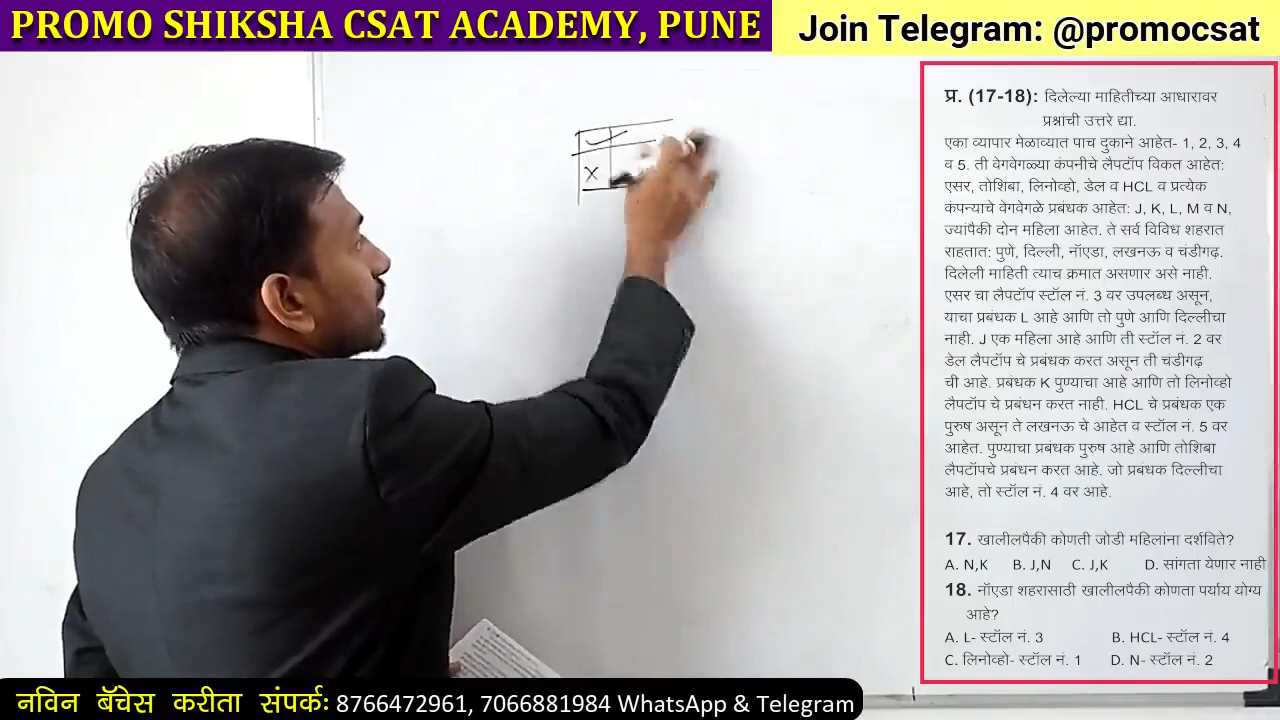 PROMO SHIKSHA CSAT ACADEMY, PUNE
Join Telegram: @promocsat
प्र. (17-18): दिलेल्या माहितीच्या आधारावर
प्रश्नांची उत्तरे द्या.
एका व्यापार मेळाव्यात पाच दुकाने आहेत- 1, 2, 3, 4
व 5. ती वेगवेगळ्या कंपनीचे लॅपटॉप विकत आहेत:
एसर, तोशिबा, लिनोव्हो, डेल व HCL व प्रत्येक
कंपन्याचे वेगवेगळे प्रबंधक आहेत: J, K, L, M व N,
ज्यांपैकी दोन महिला आहेत. ते सर्व विविध शहरात
राहतात: पुणे, दिल्ली, नॉएडा, लखनऊ व चंडीगढ़.
दिलेली माहिती त्याच क्रमात असणार असे नाही.
एसर चा लॅपटॉप स्टॉल नं. 3 वर उपलब्ध असून,
याचा प्रबंधक L आहे आणि तो पुणे आणि दिल्लीचा
नाही. J एक महिला आहे आणि ती स्टॉल नं. 2 वर
डेल लॅपटॉप चे प्रबंधक करत असून ती चंडीगढ़
ची आहे. प्रबंधक K पुण्याचा आहे आणि तो लिनोव्हो
लॅपटॉप चे प्रबंधन करत नाही. HCL चे प्रबंधक एक
पुरुष असून ते लखनऊ चे आहेत व स्टॉल नं. 5 वर
आहेत. पुण्याचा प्रबंधक पुरुष आहे आणि तोशिबा
लॅपटॉपचे प्रबंधन करत आहे. जो प्रबंधक दिल्लीचा
आहे, तो स्टॉल नं. 4 वर आहे.
17. खालीलपैकी कोणती जोडी महिलांना दर्शविते?
A. N,K B. J,N C. J,K D. सांगता येणार नाही
18. नॉएडा शहरासाठी खालीलपैकी कोणता पर्याय योग्य
आहे?
A. L- स्टॉल नं. 3 B. HCL- स्टॉल नं. 4
C. लिनोव्हो- स्टॉल नं. 1 D. N- स्टॉल नं. 2
नविन बॅचेस करीता संपर्कः 8766472961, 7066881984 WhatsApp & Telegram